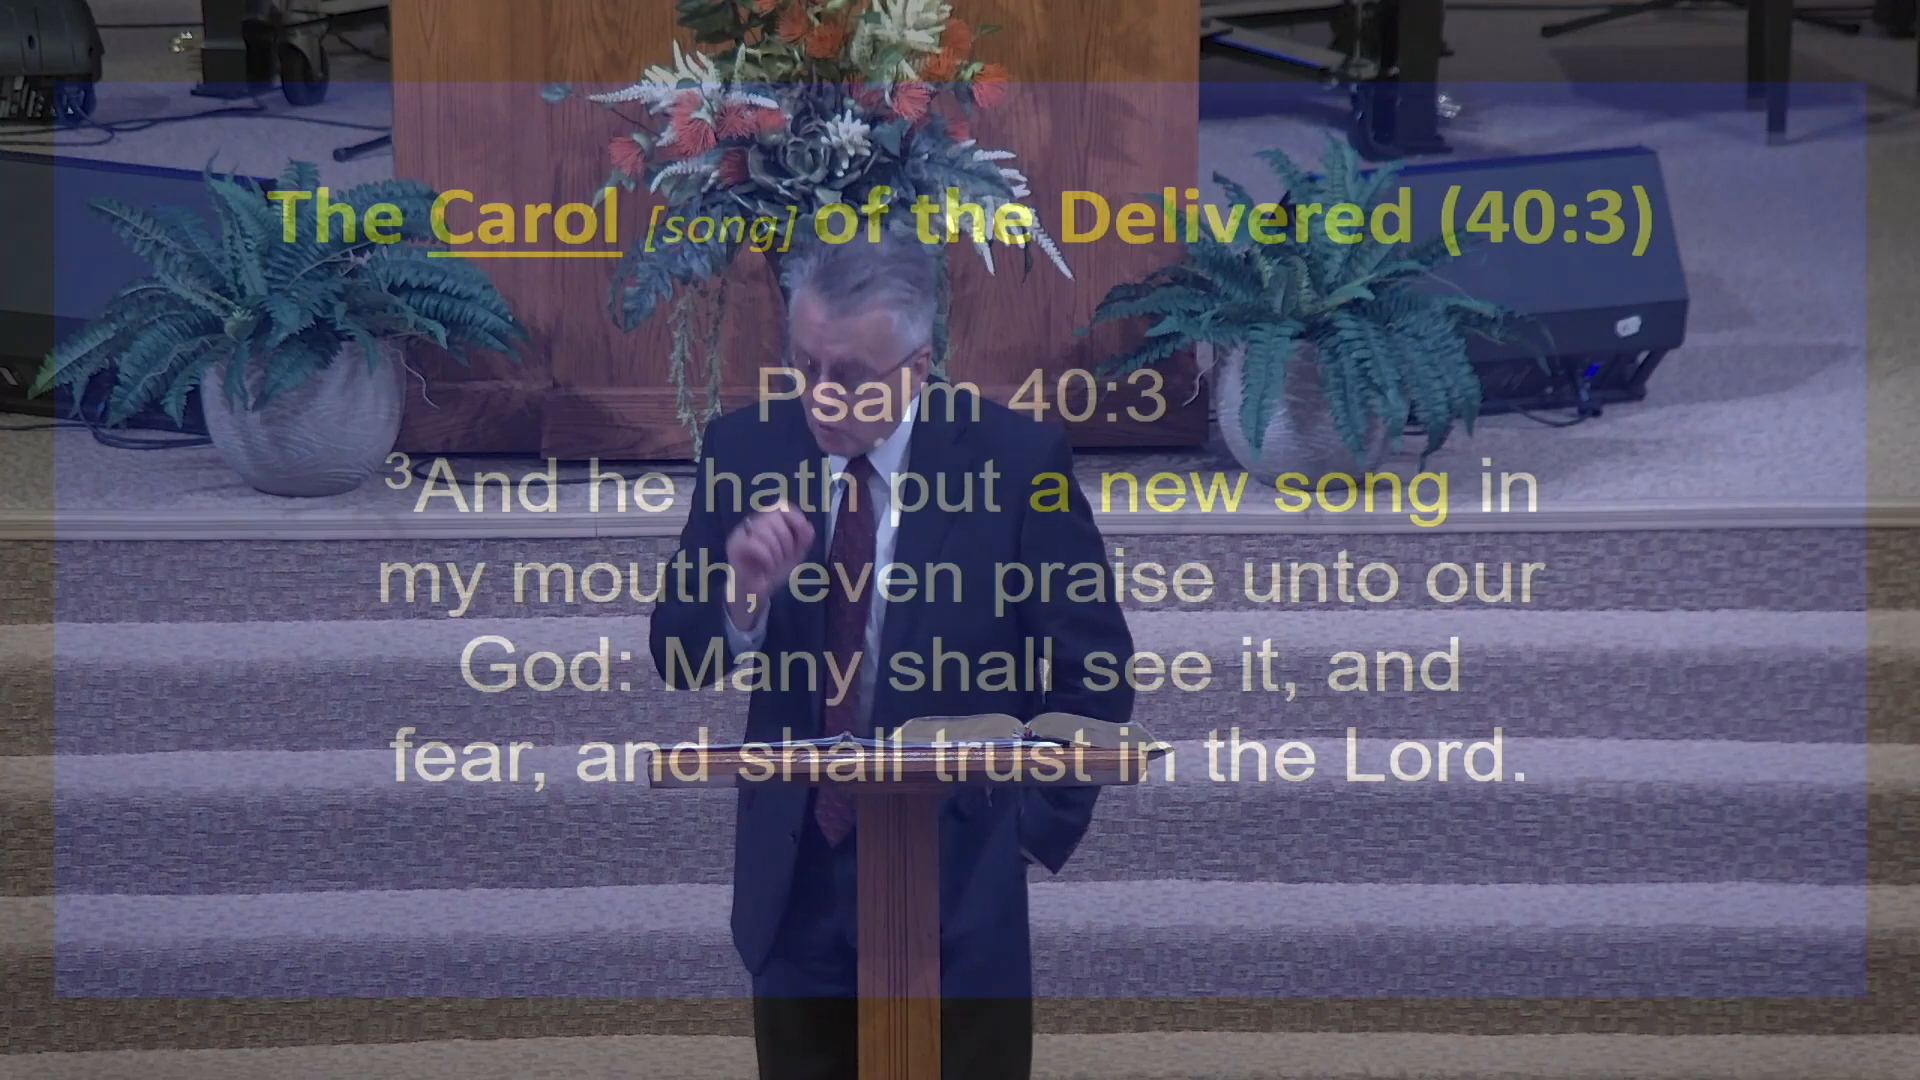 The Carol [song] of the Delivered (40:3)
Psalm 40:3
3And he hath put a new song in
my mouth, even praise unto our
God: Many shall see it, and
fear, and shall trust in the Lord.